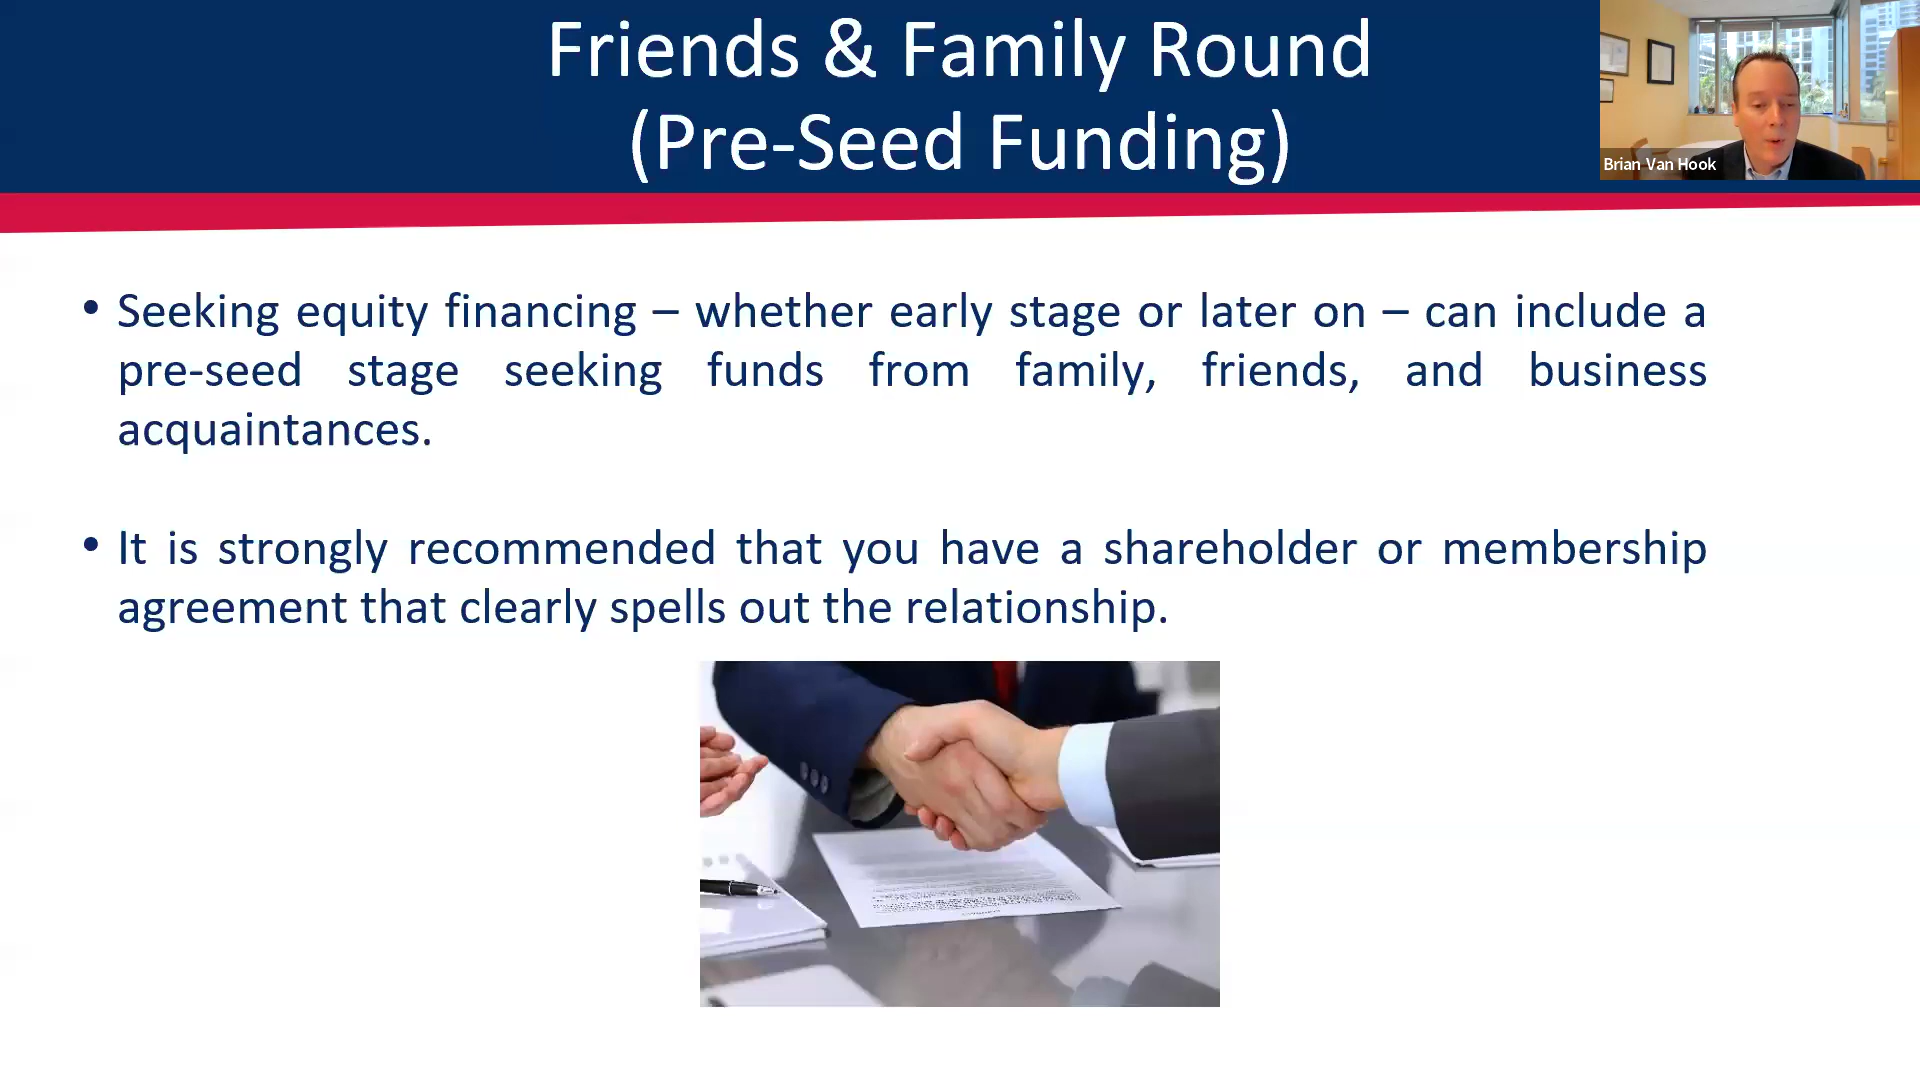 Friends & Family Round
(Pre-Seed Funding)
Brian Van Hook
• Seeking equity financing – whether early stage or later on – can include a
pre-seed stage seeking funds from family, friends, and business
acquaintances.
• It is strongly recommended that you have a shareholder or membership
agreement that clearly spells out the relationship.